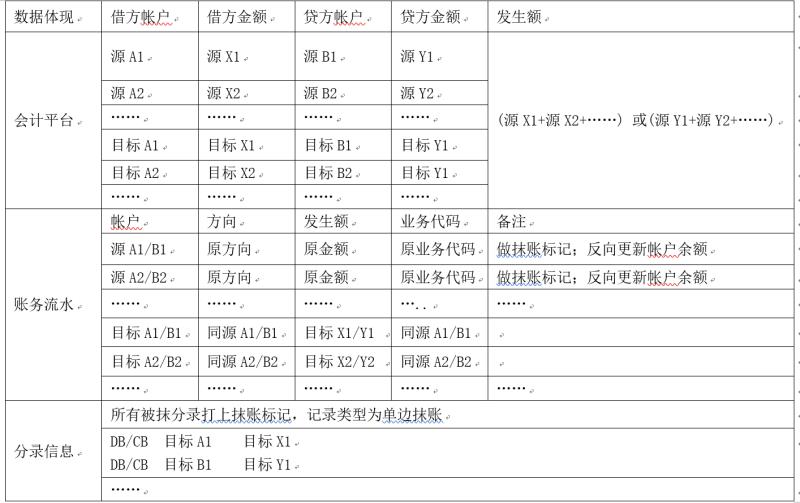 数据体现 借方帐户 借方金额 贷方帐户 贷方金额 发生额
会计平台 源 A1 源 X1 源 B1 源 Y1 (源 X1+源 X2+……) 或(源 Y1+源 Y2+……)
源 A2 源 X2 源 B2 源 Y2
…… …… …… ……
目标 A1 目标 X1 目标 B1 目标 Y1
目标 A2 目标 X2 目标 B2 目标 Y1
…… …… …… ……
账务流水 帐户 方向 发生额 业务代码 备注
源 A1/B1 原方向 原金额 原业务代码 做抹账标记；反向更新帐户余额
源 A2/B2 原方向 原金额 原业务代码 做抹账标记；反向更新帐户余额
…… …… …… ….. ……
目标 A1/B1 同源 A1/B1 目标 X1/Y1 同源 A1/B1
目标 A2/B2 同源 A2/B2 目标 X2/Y2 同源 A2/B2
…… …… …… …… ……
分录信息 所有被抹分录打上抹账标记，记录类型为单边抹账
DB/CB 目标 A1 目标 X1
DB/CB 目标 B1 目标 Y1
……